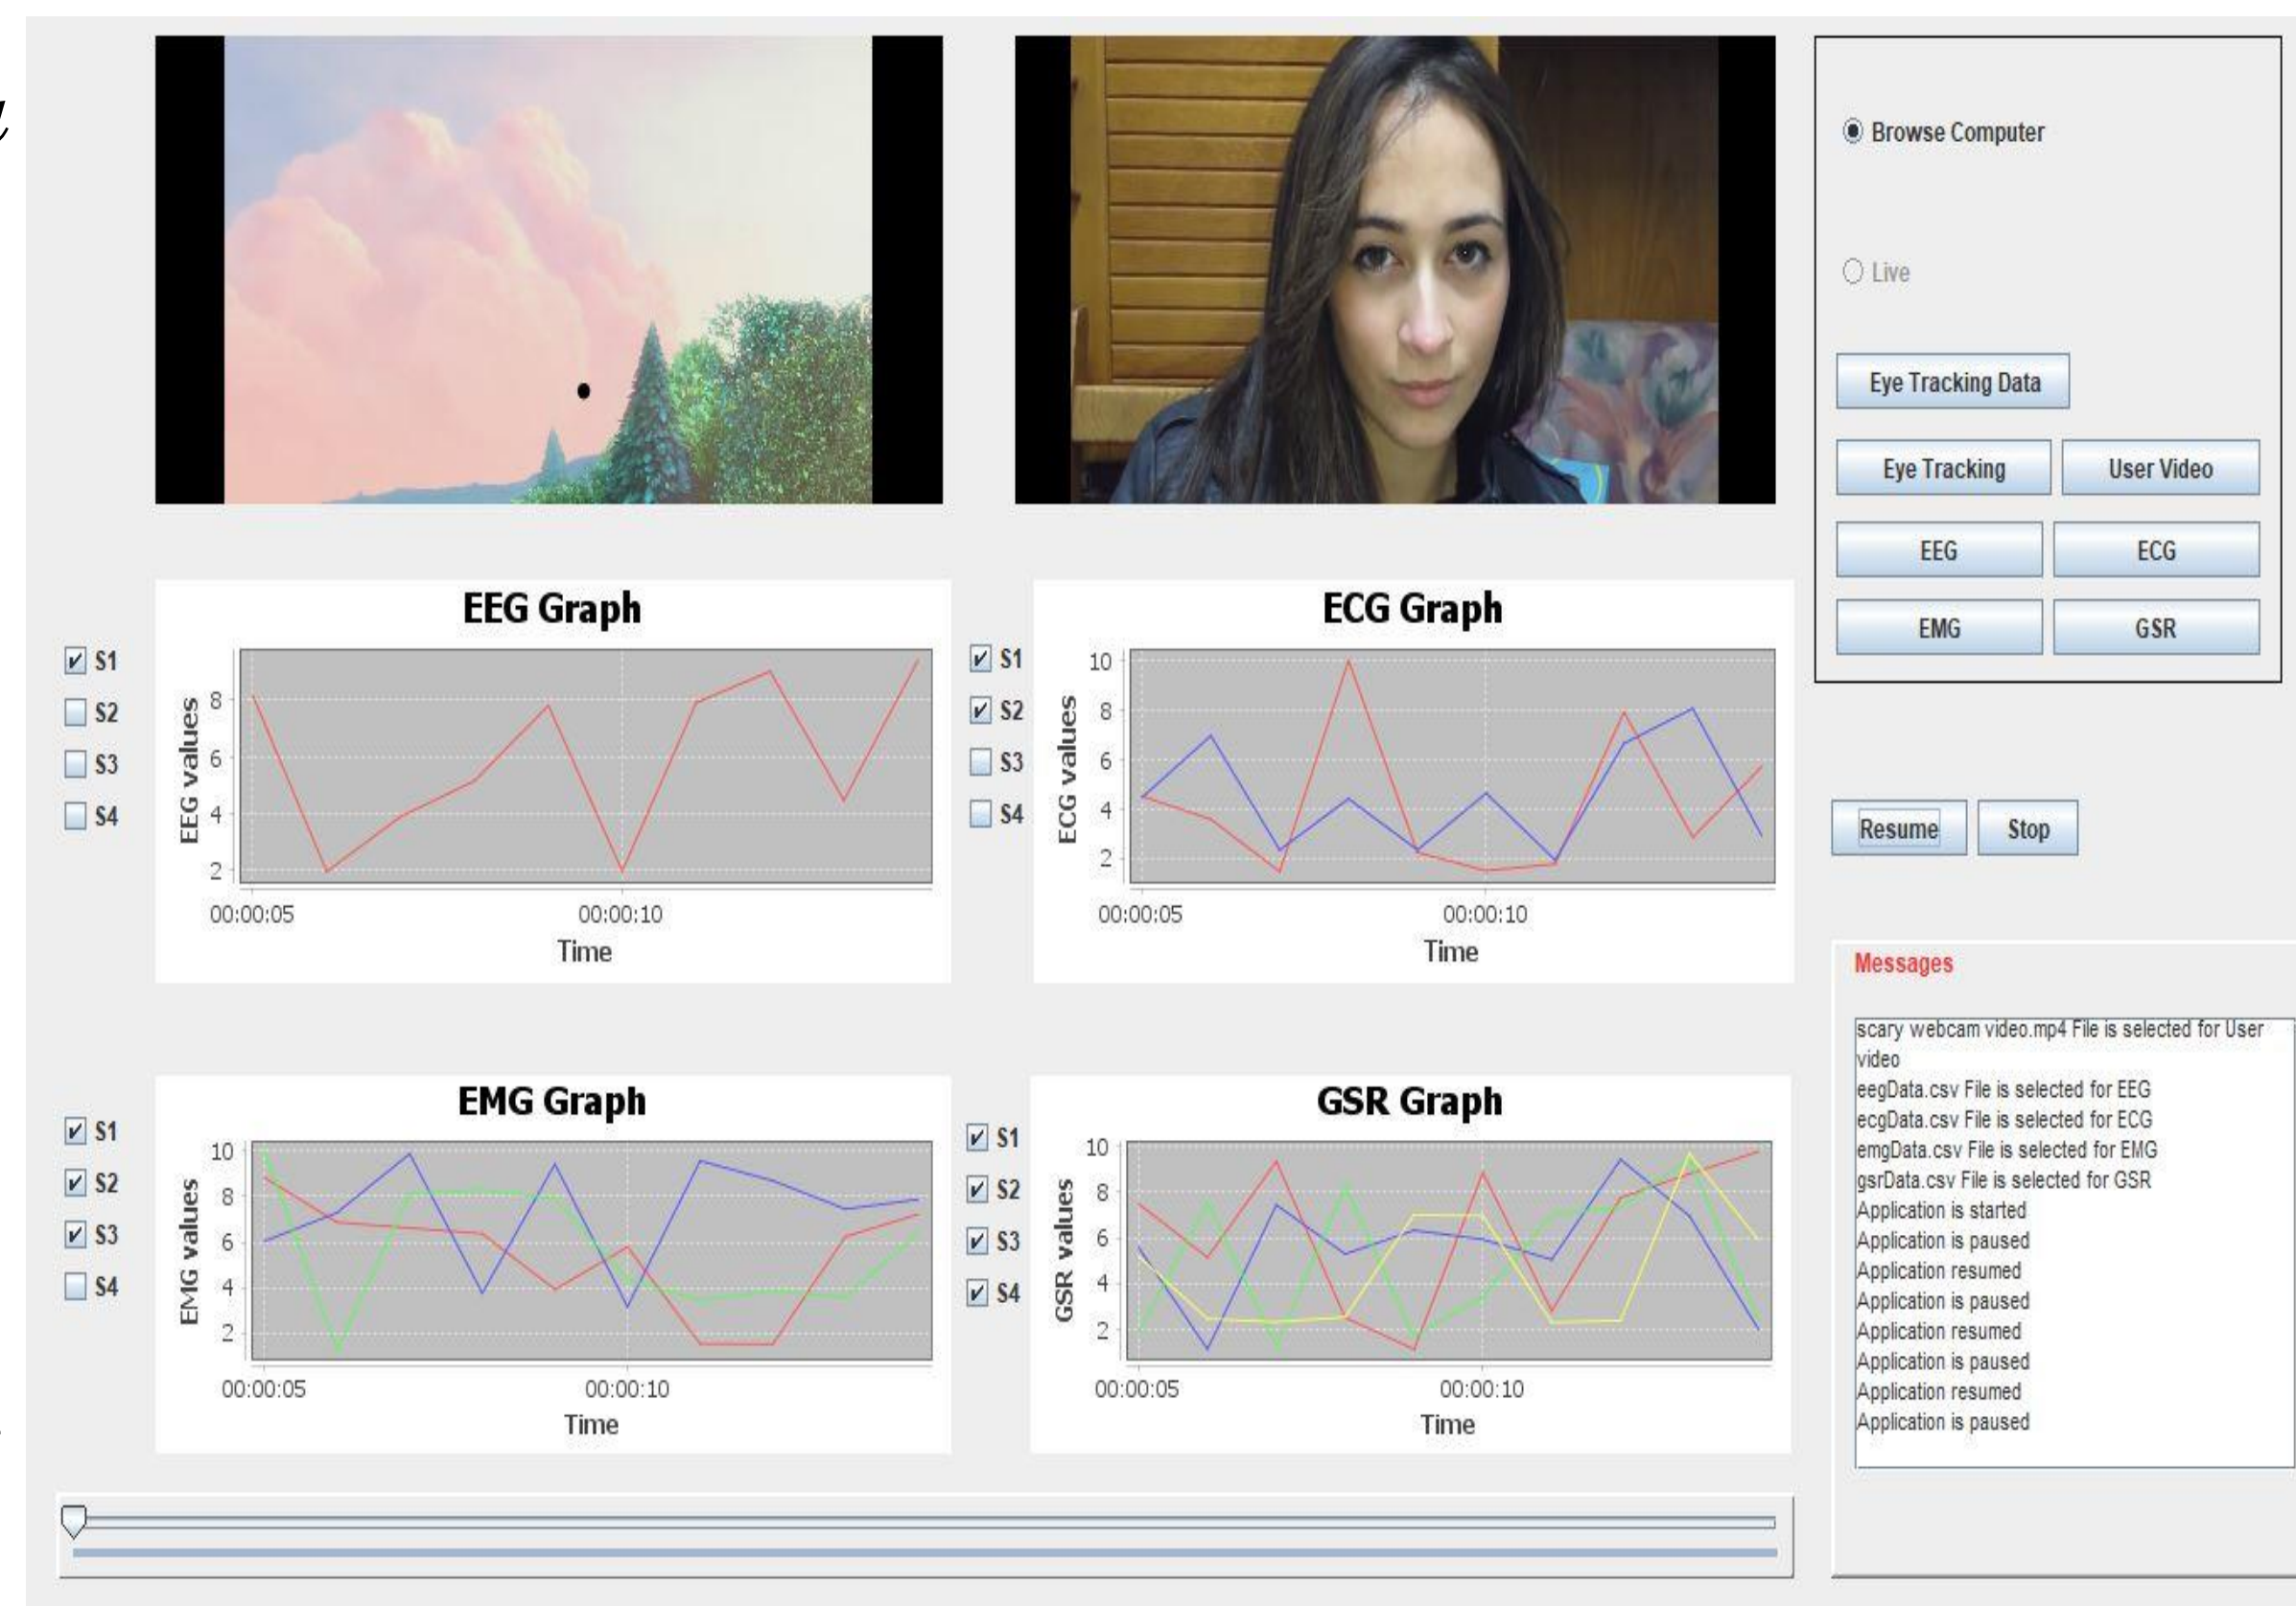 Browse Computer
Live
Eye Tracking Data
Eye Tracking
User Video
EEG
ECG
EMG
GSR
EEG Graph
S1
S2
S3
S4
EEG values
8
6
4
2
00:00:05
00:00:10
Time
ECG Graph
S1
S2
S3
S4
ECG values
10
8
6
4
2
00:00:05
00:00:10
Time
Resume
Stop
EMG Graph
S1
S2
S3
S4
EMG values
10
8
6
4
2
00:00:05
00:00:10
Time
GSR Graph
S1
S2
S3
S4
GSR values
10
8
6
4
2
00:00:05
00:00:10
Time
Messages
scary webcam video.mp4 File is selected for User
video
eegData.csv File is selected for EEG
ecgData.csv File is selected for ECG
emgData.csv File is selected for EMG
gsrData.csv File is selected for GSR
Application is started
Application is paused
Application resumed
Application is paused
Application resumed
Application is paused
Application resumed
Application is paused